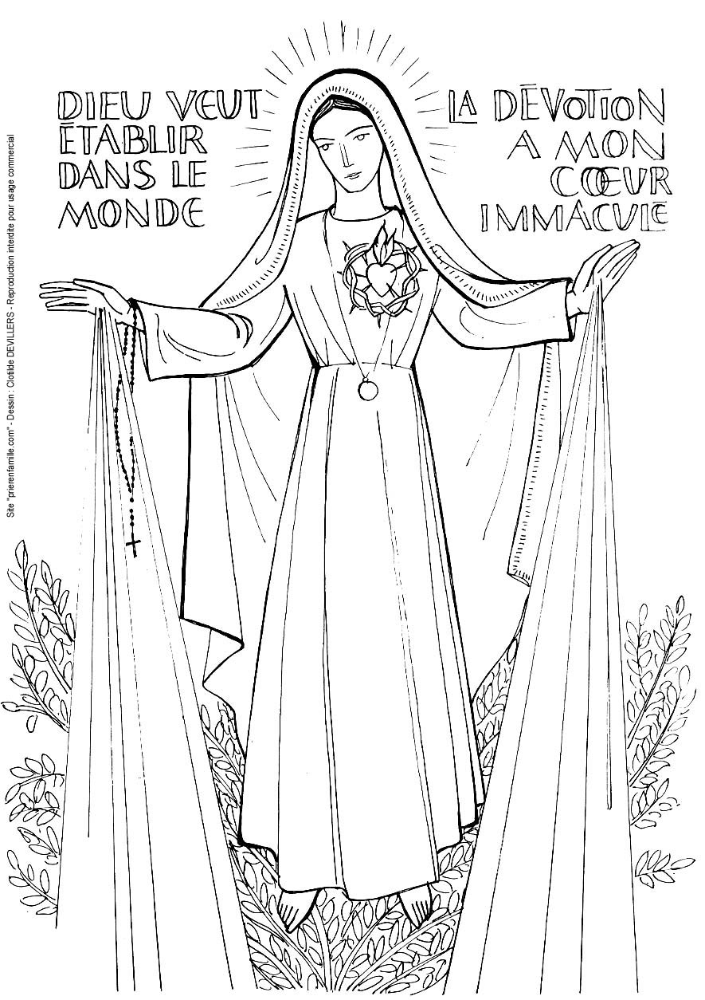 DIEU VEUT
ÉTABLIR
DANS LE
MONDE
LA DÉVOTION
A MON
CŒUR
IMMACULÉ
Site "prierenfamille.com" - Dessin : Clotilde DEVILLERS - Reproduction interdite pour usage commercial